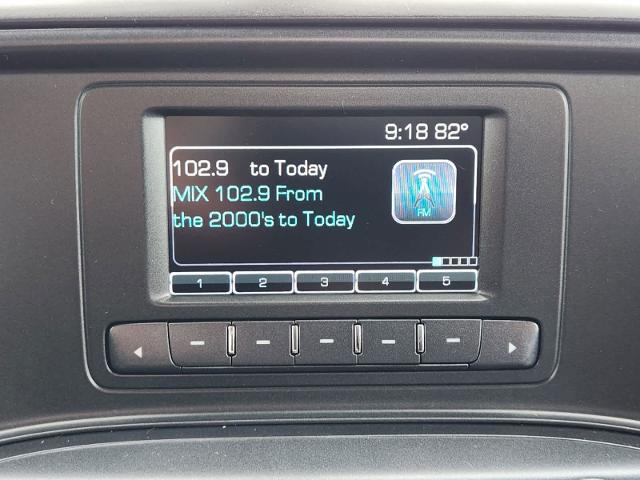 9:18 82°
102.9 to Today
MIX 102.9 From
the 2000's to Today
FM
1 2 3 4 5